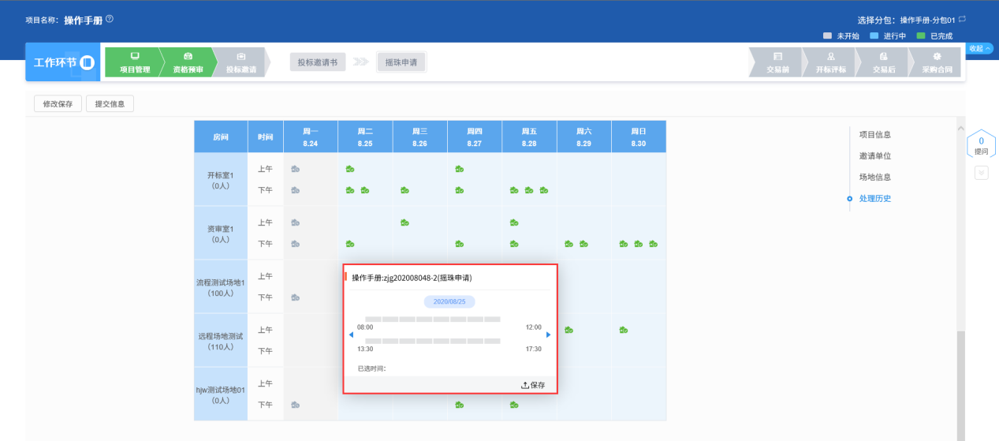 项目名称: 操作手册
选择分包: 操作手册-分包01
未开始 进行中 已完成
收起
工作环节
项目管理
资格预审
投标邀请
投标邀请书
摇珠申请
交易前
开标评标
交易后
采购合同
修改保存
提交信息
房间 时间 周一 周二 周三 周四 周五 周六 周日
8.24 8.25 8.26 8.27 8.28 8.29 8.30
开标室1
(0人)
上午
下午
资审室1
(0人)
上午
下午
流程测试场地1
(100人)
上午
下午
远程场地测试
(110人)
上午
下午
hjw测试场地01
(0人)
上午
下午
操作手册:zjg202008048-2(摇珠申请)
2020/08/25
08:00 12:00
13:30 17:30
已选时间:
保存
项目信息
邀请单位
场地信息
处理历史
0
提问